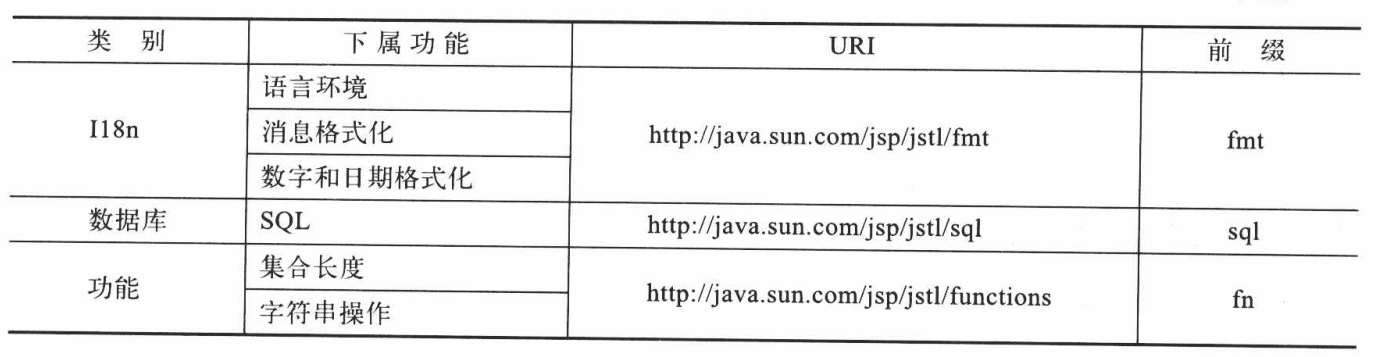 类 别 下属功能 URI 前 缀
语言环境
I18n 消息格式化 http://java.sun.com/jsp/jstl/fmt fmt
数字和日期格式化
数据库 SQL http://java.sun.com/jsp/jstl/sql sql
集合长度
功能 http://java.sun.com/jsp/jstl/functions fn
字符串操作